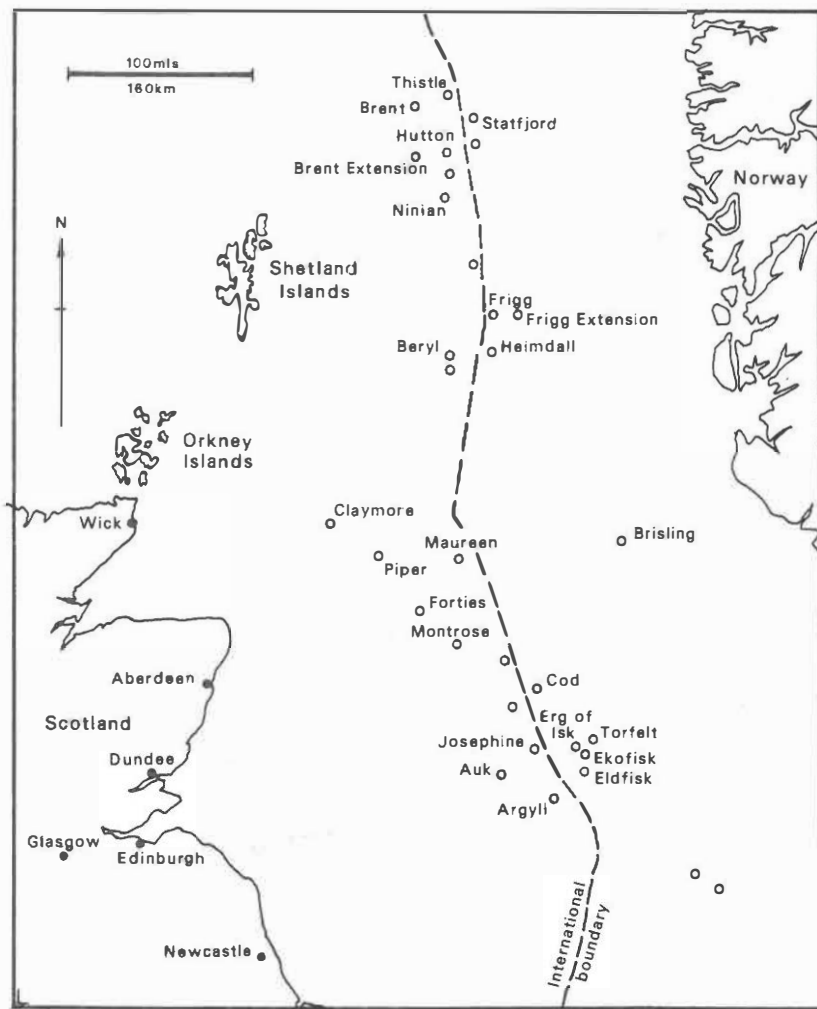 100mls
160km
Thistle
Brent
Statfjord
Hutton
Brent Extension
Norway
Ninian
N
Shetland
Islands
Frigg
Frigg Extension
Beryl
Heimdall
Orkney
Islands
Wick
Claymore
Brisling
Maureen
Piper
Forties
Montrose
Aberdeen
Cod
Scotland
Erg of
Isk
Torfelt
Josephine
Ekofisk
Dundee
Auk
Eldfisk
Argyll
Glasgow
Edinburgh
International
boundary
Newcastle